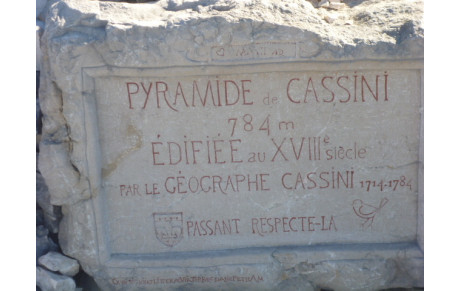 PYRAMIDE de CASSINI
784 m
ÉDIFIÉE au XVIIIe siècle
PAR LE GÉOGRAPHE CASSINI 1714-1784
PASSANT RESPECTE-LA